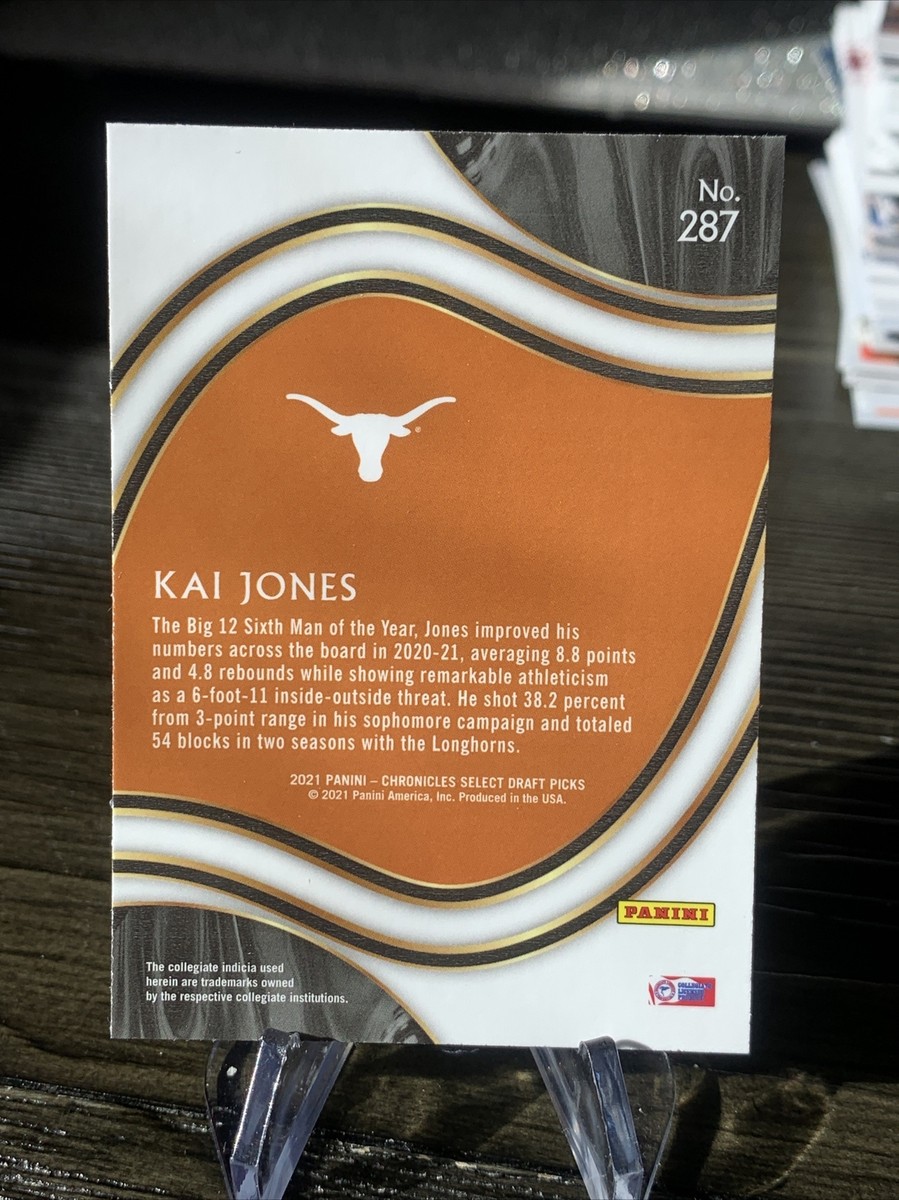 No.
287
KAI JONES
The Big 12 Sixth Man of the Year, Jones improved his
numbers across the board in 2020-21, averaging 8.8 points
and 4.8 rebounds while showing remarkable athleticism
as a 6-foot-11 inside-outside threat. He shot 38.2 percent
from 3-point range in his sophomore campaign and totaled
54 blocks in two seasons with the Longhorns.
2021 PANINI – CHRONICLES SELECT DRAFT PICKS
© 2021 Panini America, Inc. Produced in the USA.
PANINI
The collegiate indicia used
herein are trademarks owned
by the respective collegiate institutions.